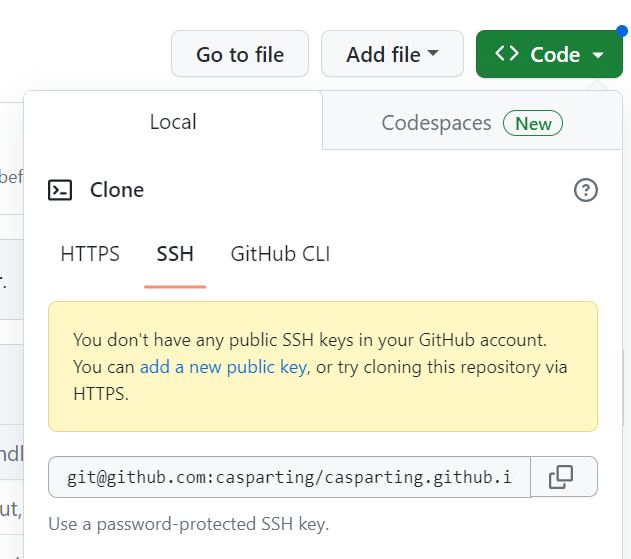 Go to file Add file Code
Local Codespaces New
bef
Clone
HTTPS SSH GitHub CLI
r.
You don't have any public SSH keys in your GitHub account.
You can add a new public key, or try cloning this repository via
HTTPS.
ndl
git@github.com:casparting/casparting.github.i
ut,
Use a password-protected SSH key.